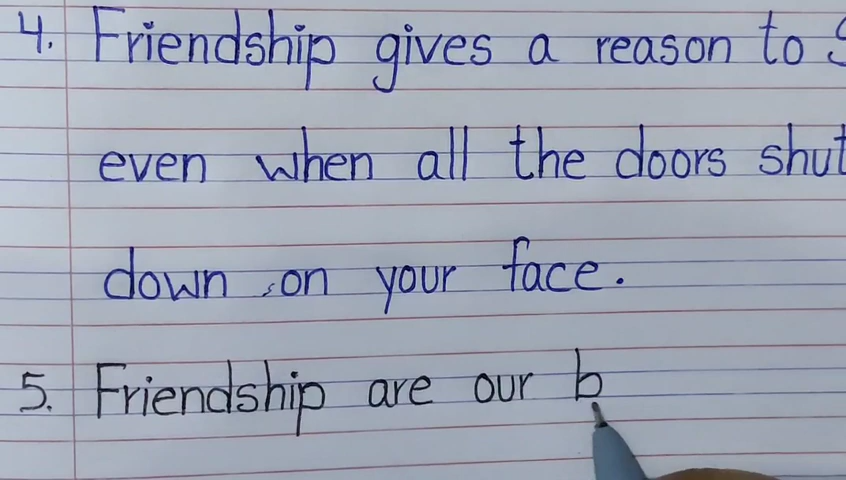 4. Friendship gives a reason to
even when all the doors shut
down on your face.
5. Friendship are our b